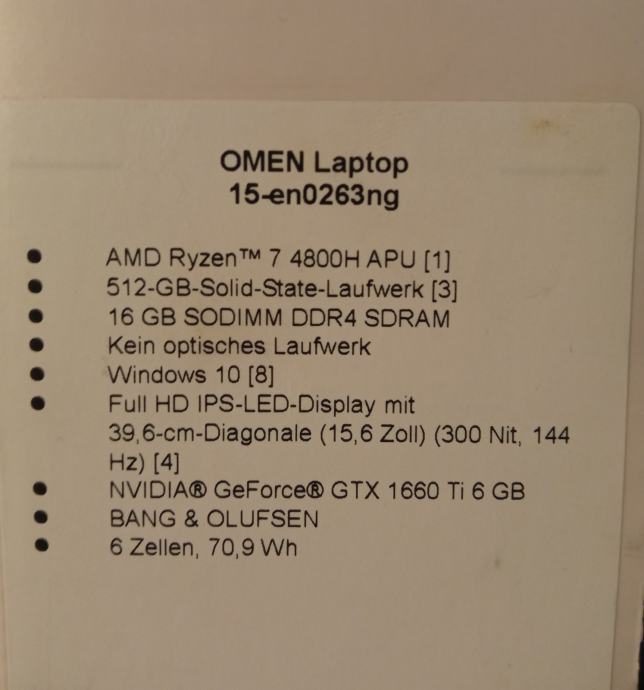 OMEN Laptop
15-en0263ng
● AMD Ryzen™ 7 4800H APU [1]
● 512-GB-Solid-State-Laufwerk [3]
● 16 GB SODIMM DDR4 SDRAM
● Kein optisches Laufwerk
● Windows 10 [8]
● Full HD IPS-LED-Display mit
39,6-cm-Diagonale (15,6 Zoll) (300 Nit, 144
Hz) [4]
● NVIDIA® GeForce® GTX 1660 Ti 6 GB
● BANG & OLUFSEN
● 6 Zellen, 70,9 Wh